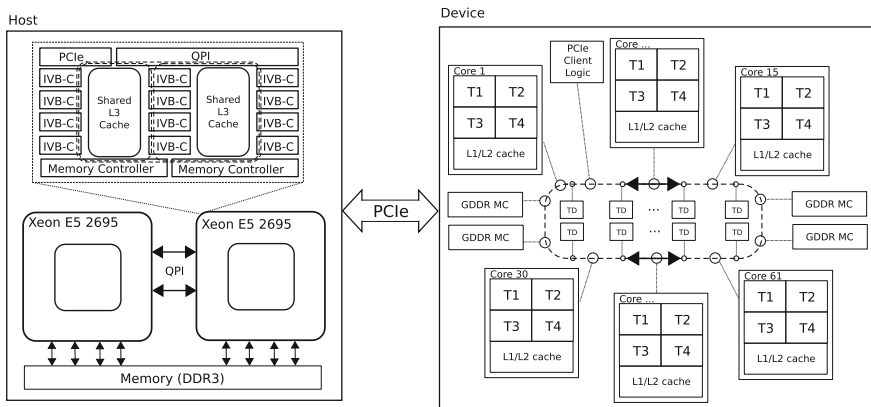 Host
PCIe QPI
IVB-C IVB-C IVB-C
IVB-C IVB-C IVB-C
IVB-C IVB-C IVB-C
IVB-C IVB-C IVB-C
Shared
L3
Cache
Shared
L3
Cache
Memory Controller Memory Controller
Xeon E5 2695
Xeon E5 2695
QPI
Memory (DDR3)
PCIe
Device
Core 1
T1 T2
T3 T4
L1/L2 cache
PCIe
Client
Logic
Core ...
T1 T2
T3 T4
L1/L2 cache
Core 15
T1 T2
T3 T4
L1/L2 cache
GDDR MC
GDDR MC
TD TD ... TD TD
TD TD ... TD TD
GDDR MC
GDDR MC
Core 30
T1 T2
T3 T4
L1/L2 cache
Core ...
T1 T2
T3 T4
L1/L2 cache
Core 61
T1 T2
T3 T4
L1/L2 cache